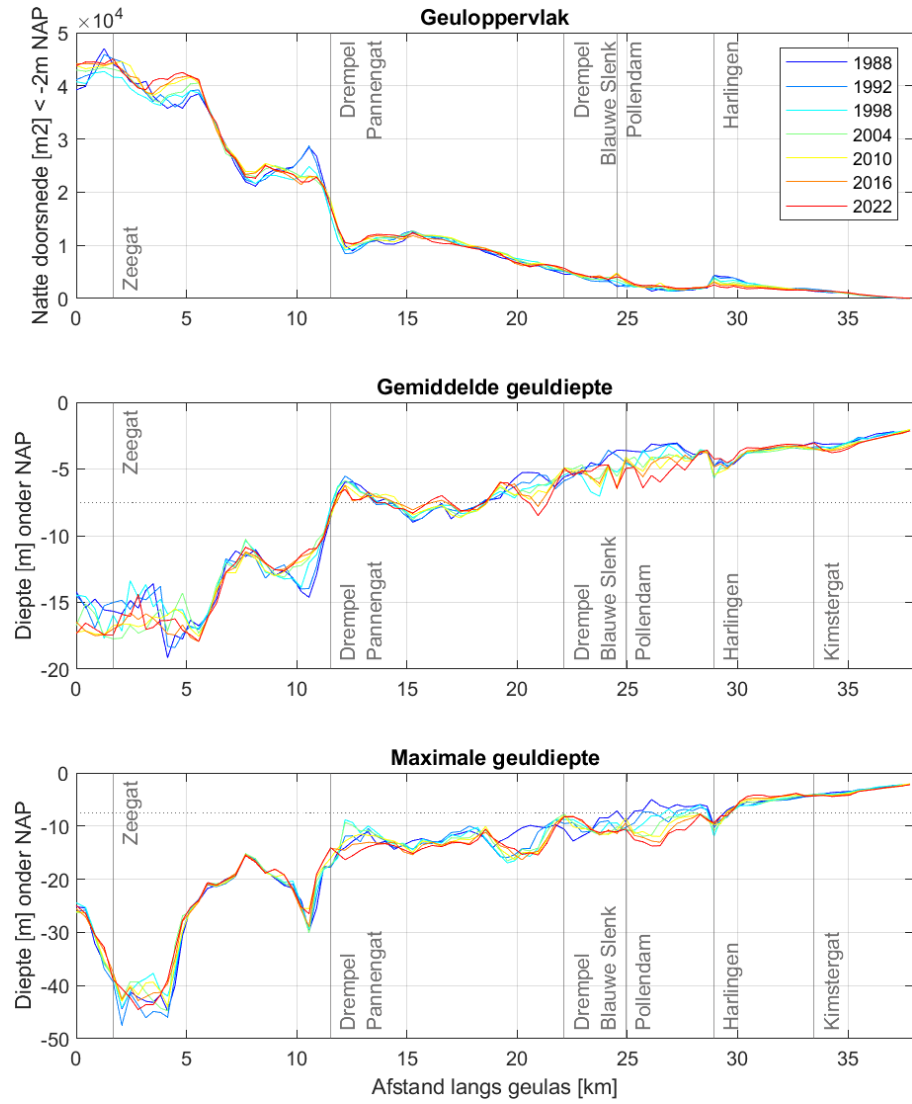 Geuloppervlak
×10⁴
Natte doorsnede [m2] < -2m NAP
5
4
3
2
1
0
Zeegat
Drempel
Pannengat
Drempel
Blauwe Slenk
Pollendam
Harlingen
1988
1992
1998
2004
2010
2016
2022
0 5 10 15 20 25 30 35
Gemiddelde geuldiepte
Diepte [m] onder NAP
0
-5
-10
-15
-20
Zeegat
Drempel
Pannengat
Drempel
Blauwe Slenk
Pollendam
Harlingen
Kimstergat
0 5 10 15 20 25 30 35
Maximale geuldiepte
Diepte [m] onder NAP
0
-10
-20
-30
-40
-50
Zeegat
Drempel
Pannengat
Drempel
Blauwe Slenk
Pollendam
Harlingen
Kimstergat
0 5 10 15 20 25 30 35
Afstand langs geulas [km]